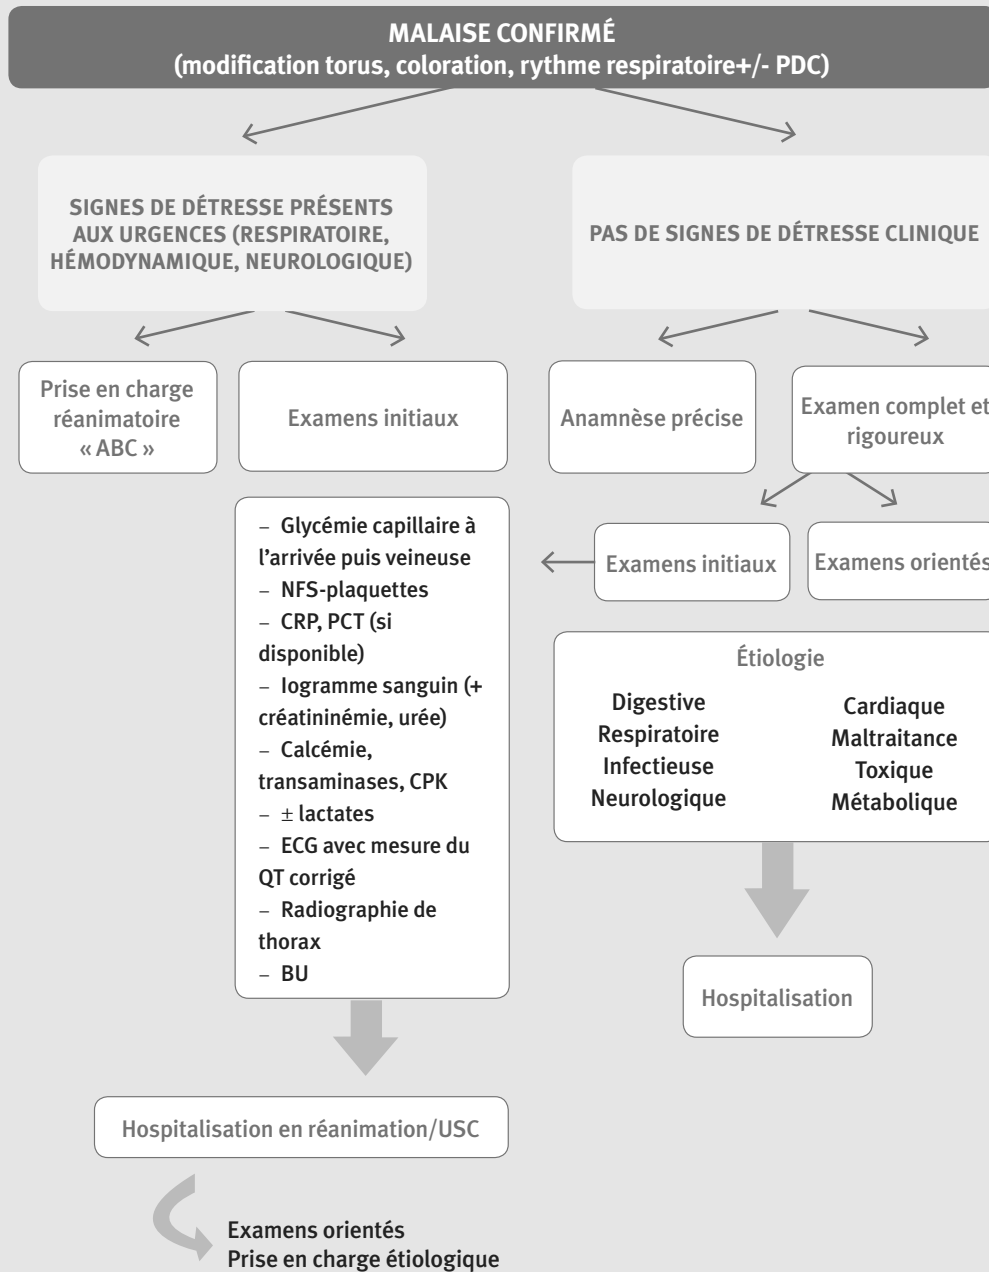 MALAISE CONFIRMÉ
(modification torus, coloration, rythme respiratoire+/- PDC)
SIGNES DE DÉTRESSE PRÉSENTS
AUX URGENCES (RESPIRATOIRE,
HÉMODYNAMIQUE, NEUROLOGIQUE)
PAS DE SIGNES DE DÉTRESSE CLINIQUE
Prise en charge
réanimatoire
« ABC »
Examens initiaux
Anamnèse précise
Examen complet et
rigoureux
– Glycémie capillaire à
l'arrivée puis veineuse
– NFS-plaquettes
– CRP, PCT (si
disponible)
– Iogramme sanguin (+
créatininémie, urée)
– Calcémie,
transaminases, CPK
– ± lactates
– ECG avec mesure du
QT corrigé
– Radiographie de
thorax
– BU
Examens initiaux
Examens orientés
Étiologie
Digestive
Respiratoire
Infectieuse
Neurologique
Cardiaque
Maltraitance
Toxique
Métabolique
Hospitalisation
Hospitalisation en réanimation/USC
Examens orientés
Prise en charge étiologique